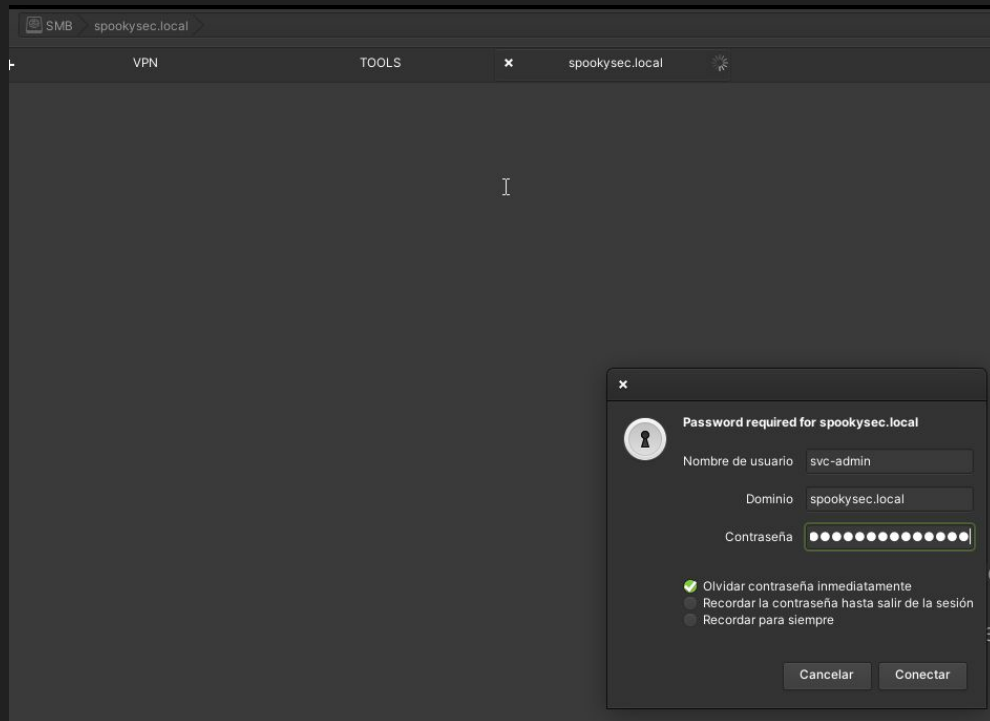 SMB spookysec.local
VPN TOOLS spookysec.local
Password required for spookysec.local
Nombre de usuario svc-admin
Dominio spookysec.local
Contraseña ●●●●●●●●●●●●●●
Olvidar contraseña inmediatamente
Recordar la contraseña hasta salir de la sesión
Recordar para siempre
Cancelar Conectar